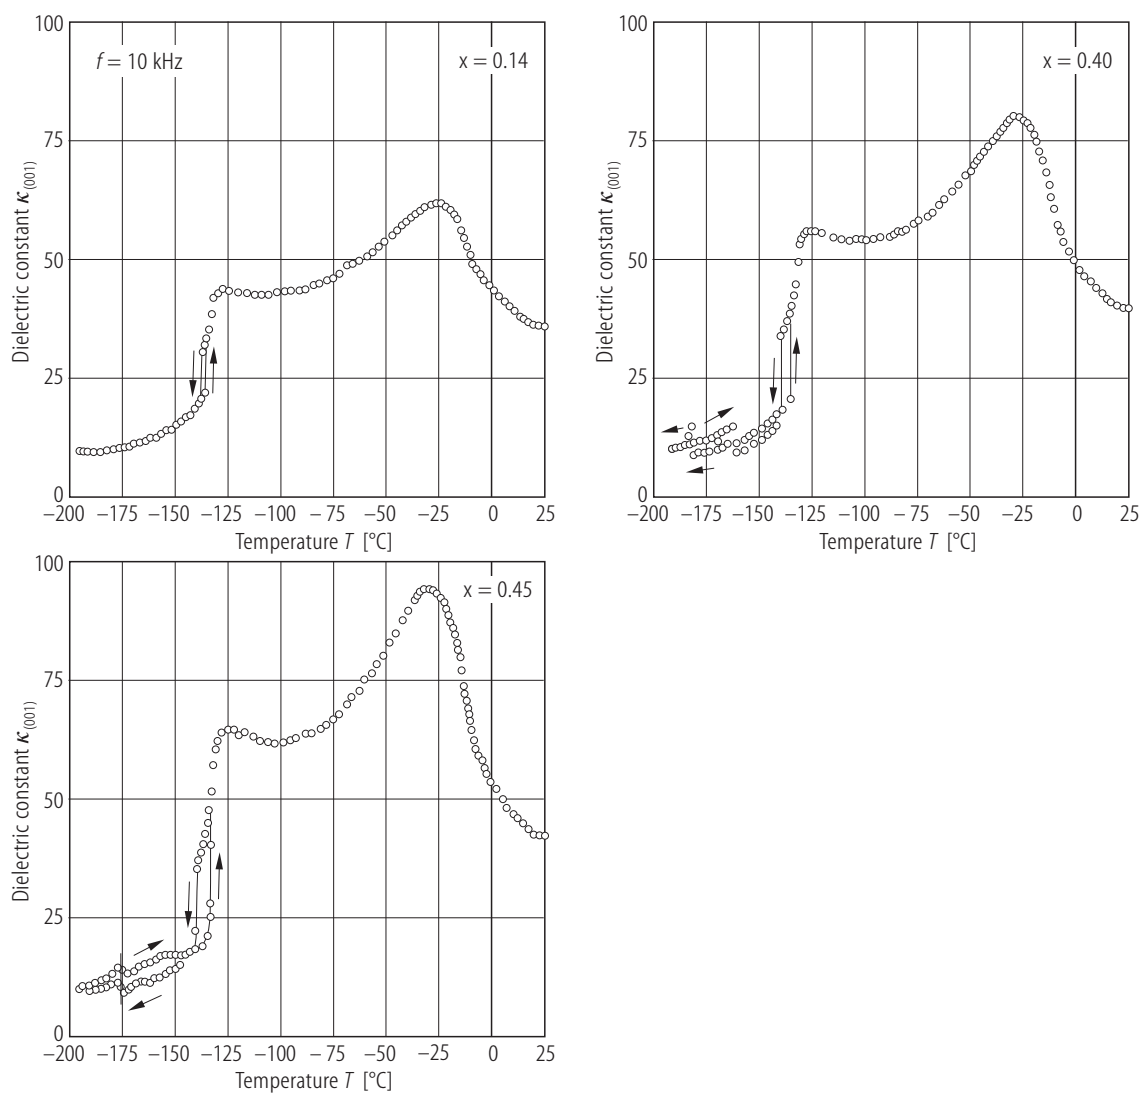 100
75
50
25
0
Dielectric constant κ(001)
f = 10 kHz
x = 0.14
−200 −175 −150 −125 −100 −75 −50 −25 0 25
Temperature T [°C]
100
75
50
25
0
Dielectric constant κ(001)
x = 0.40
−200 −175 −150 −125 −100 −75 −50 −25 0 25
Temperature T [°C]
100
75
50
25
0
Dielectric constant κ(001)
x = 0.45
−200 −175 −150 −125 −100 −75 −50 −25 0 25
Temperature T [°C]